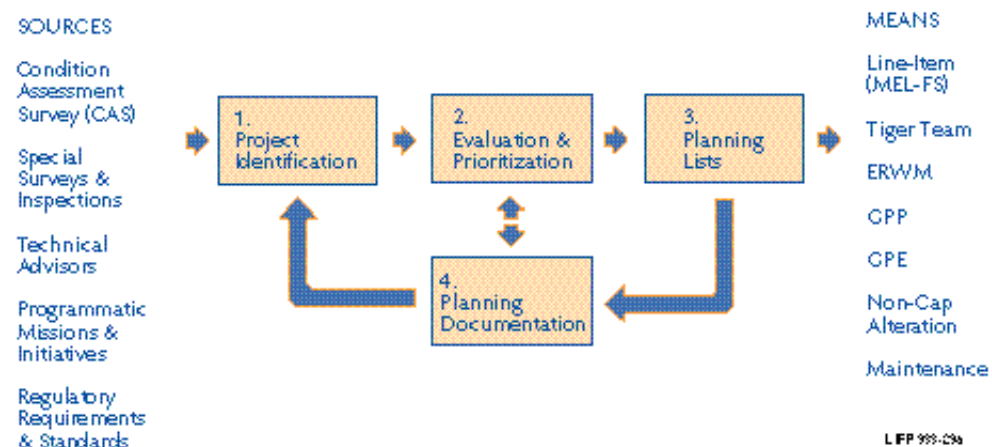 SOURCES
Condition
Assessment
Survey (CAS)
Special
Surveys &
Inspections
Technical
Advisors
Programmatic
Missions &
Initiatives
Regulatory
Requirements
& Standards
1.
Project
Identification
2.
Evaluation &
Prioritization
3.
Planning
Lists
4.
Planning
Documentation
MEANS
Line-Item
(MEL-FS)
Tiger Team
ERWM
GPP
GPE
Non-Cap
Alteration
Maintenance